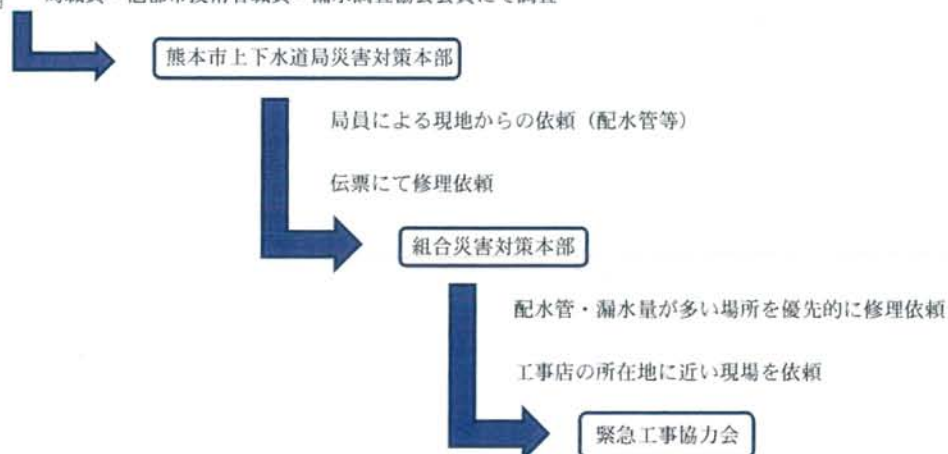 熊本市上下水道局災害対策本部
局員による現地からの依頼（配水管等）
伝票にて修理依頼
組合災害対策本部
配水管・漏水量が多い場所を優先的に修理依頼
工事店の所在地に近い現場を依頼
緊急工事協力会